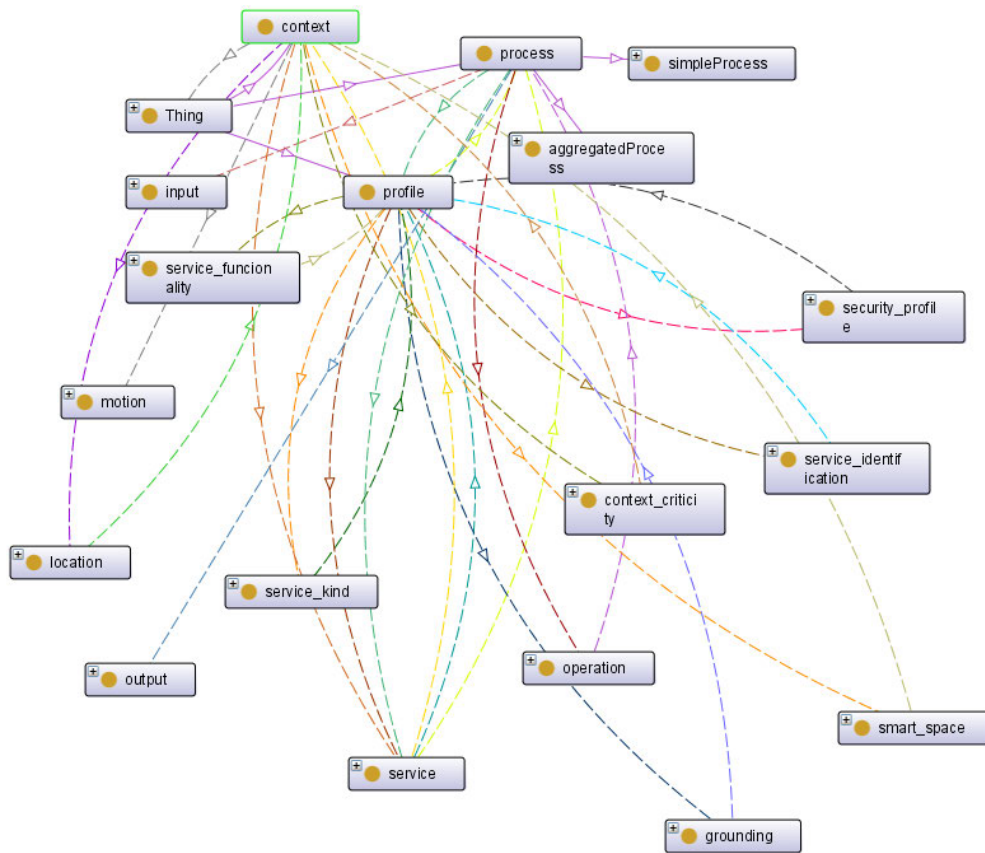 context
process
simpleProcess
Thing
aggregatedProce
ss
input
profile
service_funcion
ality
security_profil
e
motion
service_identif
ication
context_criticit
ty
location
service_kind
output
operation
smart_space
service
grounding